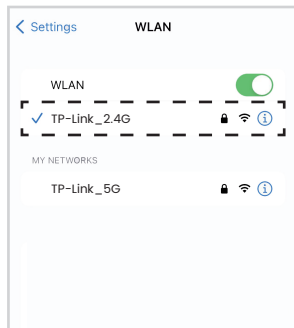 Settings
WLAN
WLAN
TP-Link_2.4G
MY NETWORKS
TP-Link_5G